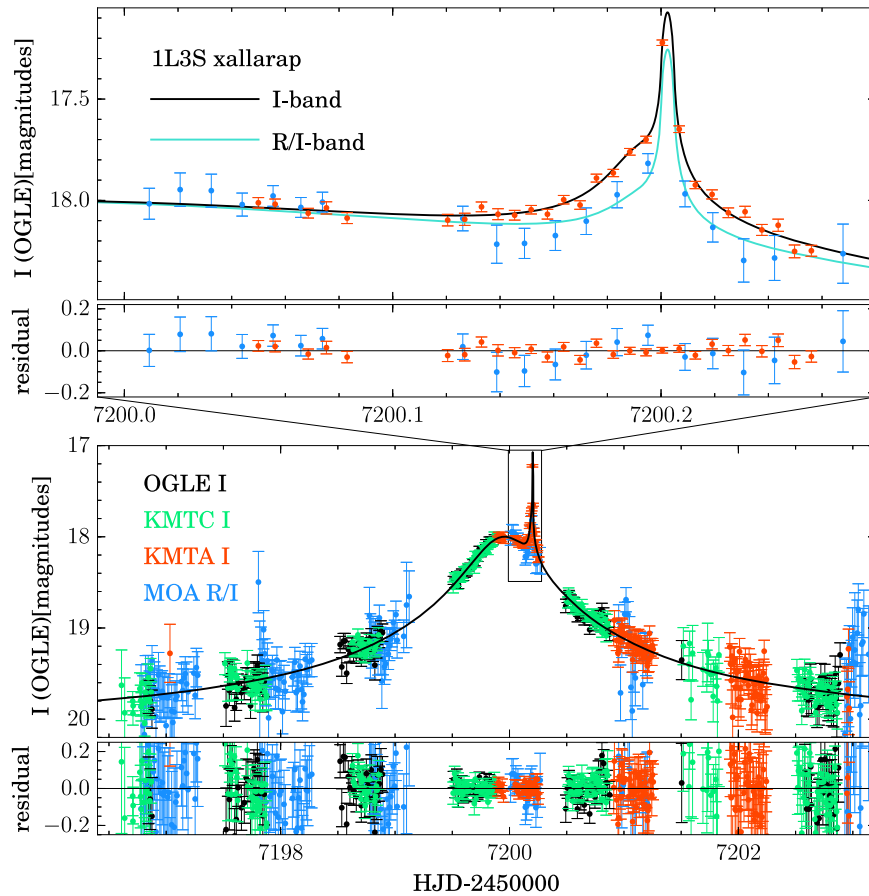 1L3S xallarap
I-band
R/I-band
I (OGLE)[magnitudes]
17.5
18.0
residual
0.2
0.0
−0.2
7200.0
7200.1
7200.2
OGLE I
KMTC I
KMTA I
MOA R/I
I (OGLE)[magnitudes]
17
18
19
20
residual
0.2
0.0
−0.2
7198
7200
7202
HJD-2450000